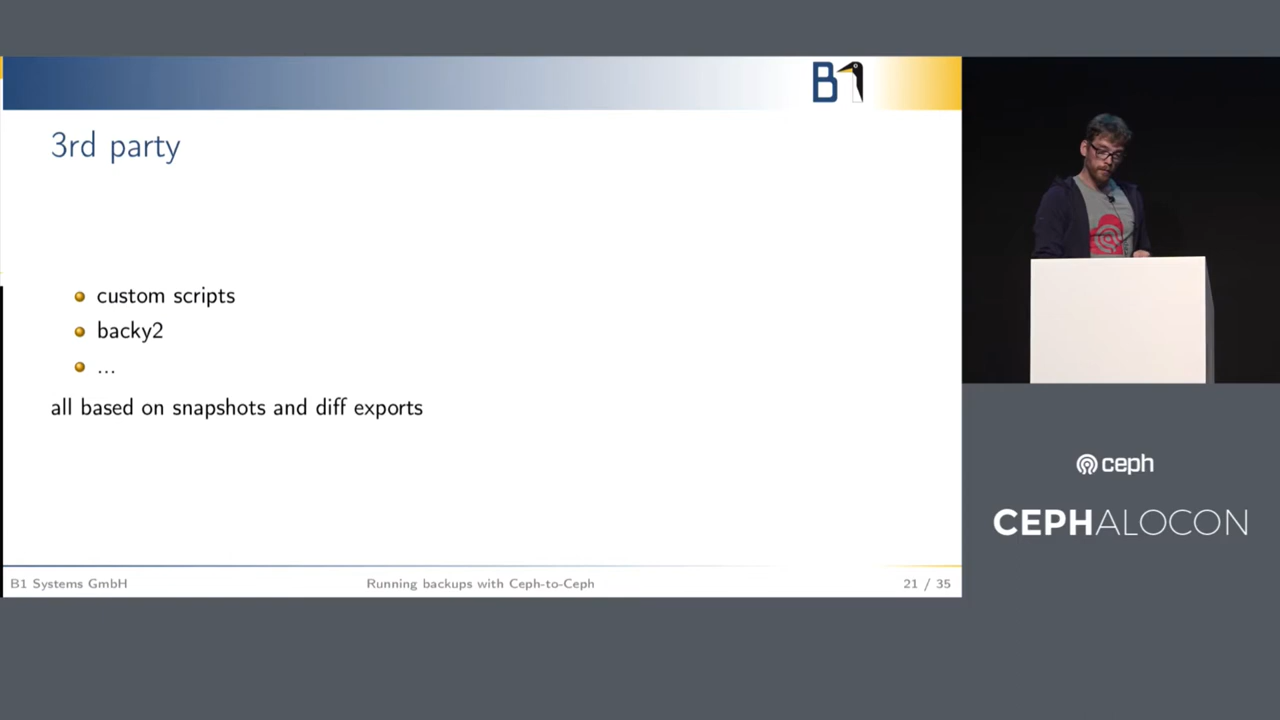 B1
3rd party
custom scripts
backy2
...
all based on snapshots and diff exports
B1 Systems GmbH
Running backups with Ceph-to-Ceph
21 / 35
ceph
CEPHALOCON